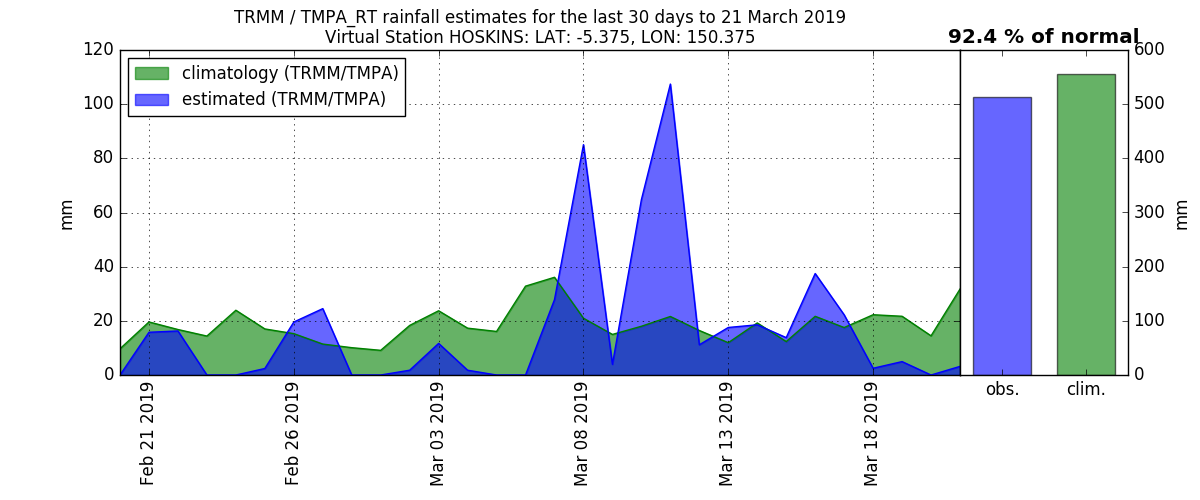 TRMM / TMPA_RT rainfall estimates for the last 30 days to 21 March 2019
Virtual Station HOSKINS: LAT: -5.375, LON: 150.375
92.4 % of normal
climatology (TRMM/TMPA)
estimated (TRMM/TMPA)
120
100
80
60
40
20
0
mm
Feb 21 2019
Feb 26 2019
Mar 03 2019
Mar 08 2019
Mar 13 2019
Mar 18 2019
obs.
clim.
600
500
400
300
200
100
0
mm